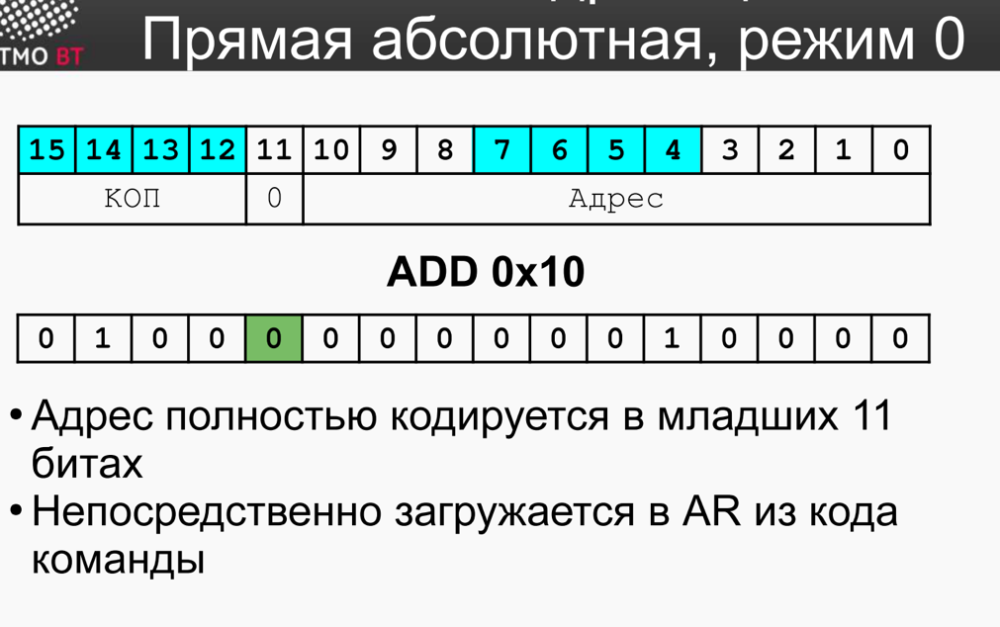 Прямая абсолютная, режим 0
ТМО ВТ
15 14 13 12 11 10 9 8 7 6 5 4 3 2 1 0
КОП 0 Адрес
ADD 0x10
0 1 0 0 0 0 0 0 0 0 0 1 0 0 0 0
• Адрес полностью кодируется в младших 11
битах
• Непосредственно загружается в AR из кода
команды